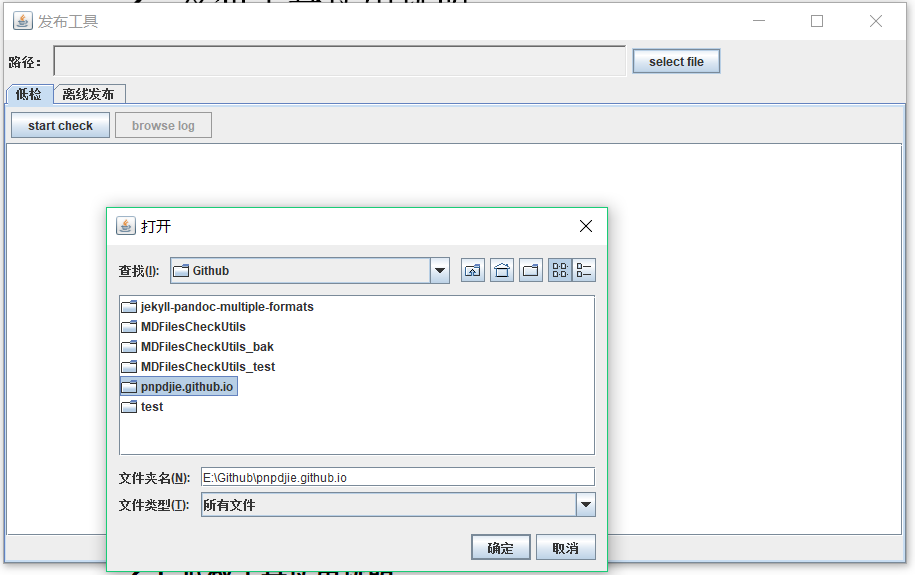 发布工具
路径：
select file
低检 离线发布
start check browse log
打开
查找(I): Github
jekyll-pandoc-multiple-formats
MDFilesCheckUtils
MDFilesCheckUtils_bak
MDFilesCheckUtils_test
pnpdjie.github.io
test
文件夹名(N): E:\Github\pnpdjie.github.io
文件类型(T): 所有文件
确定 取消